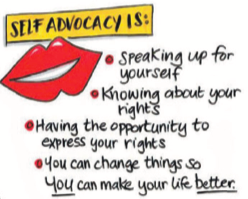 SELF ADVOCACY IS:
• Speaking up for
yourself
• Knowing about your
rights
• Having the opportunity to
express your rights
• You can change things so
You can make your life better.